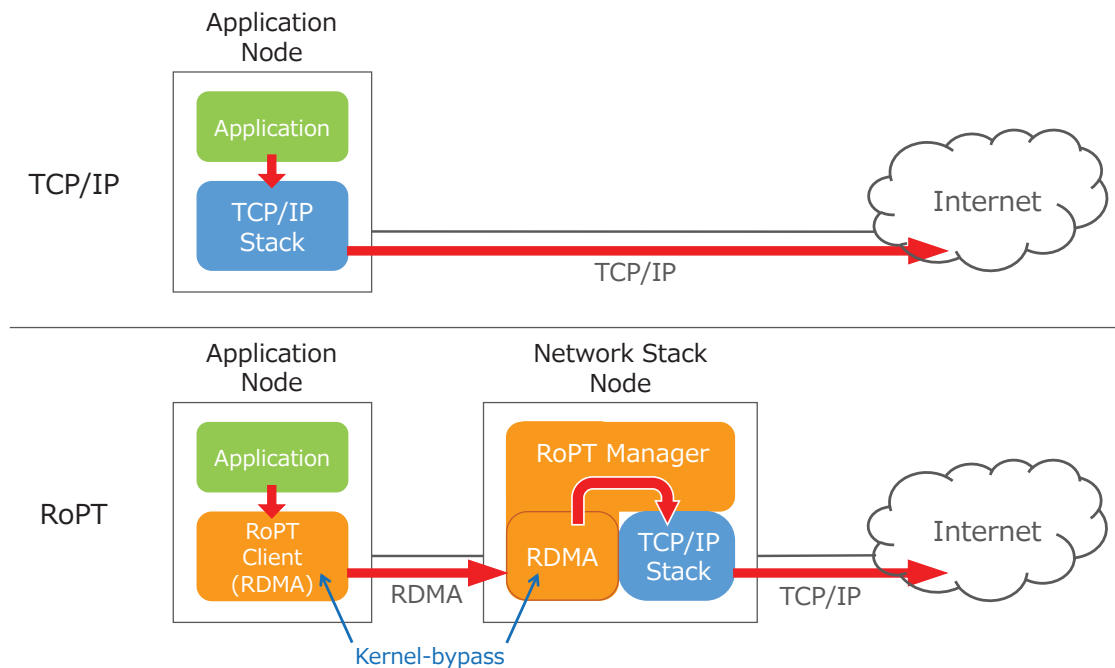 Application
Node
Application
TCP/IP
TCP/IP
Stack
Internet
TCP/IP
Application
Node
Network Stack
Node
Application
RoPT Manager
RoPT
RoPT
Client
(RDMA)
RDMA
TCP/IP
Stack
Internet
RDMA
TCP/IP
Kernel-bypass